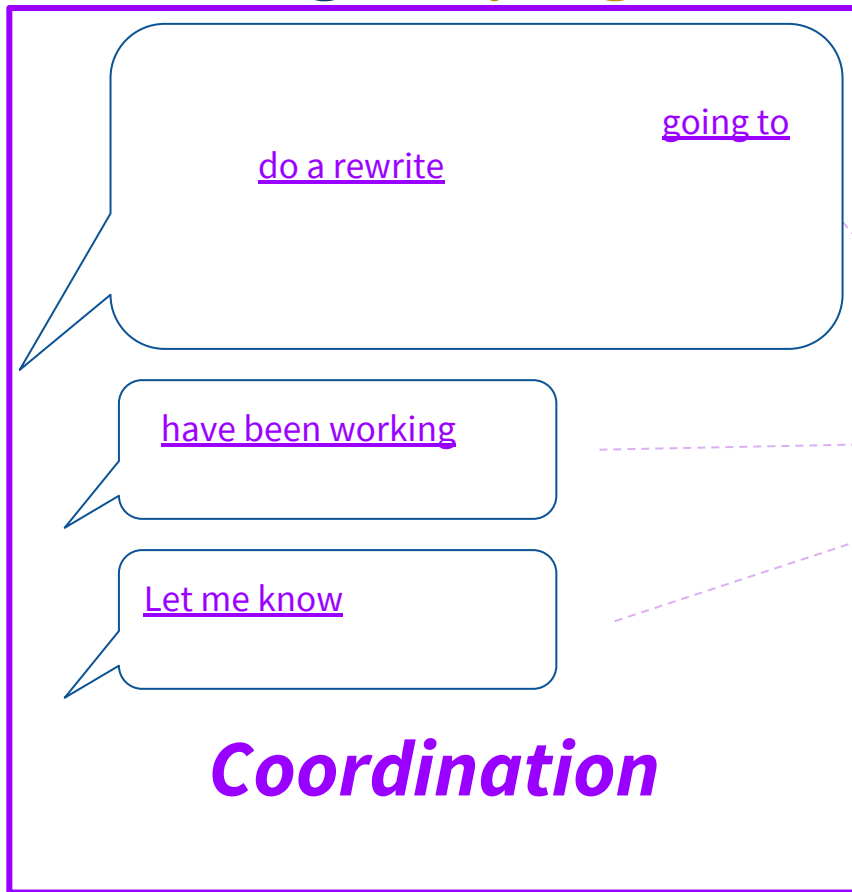 going to
do a rewrite
have been working
Let me know
Coordination